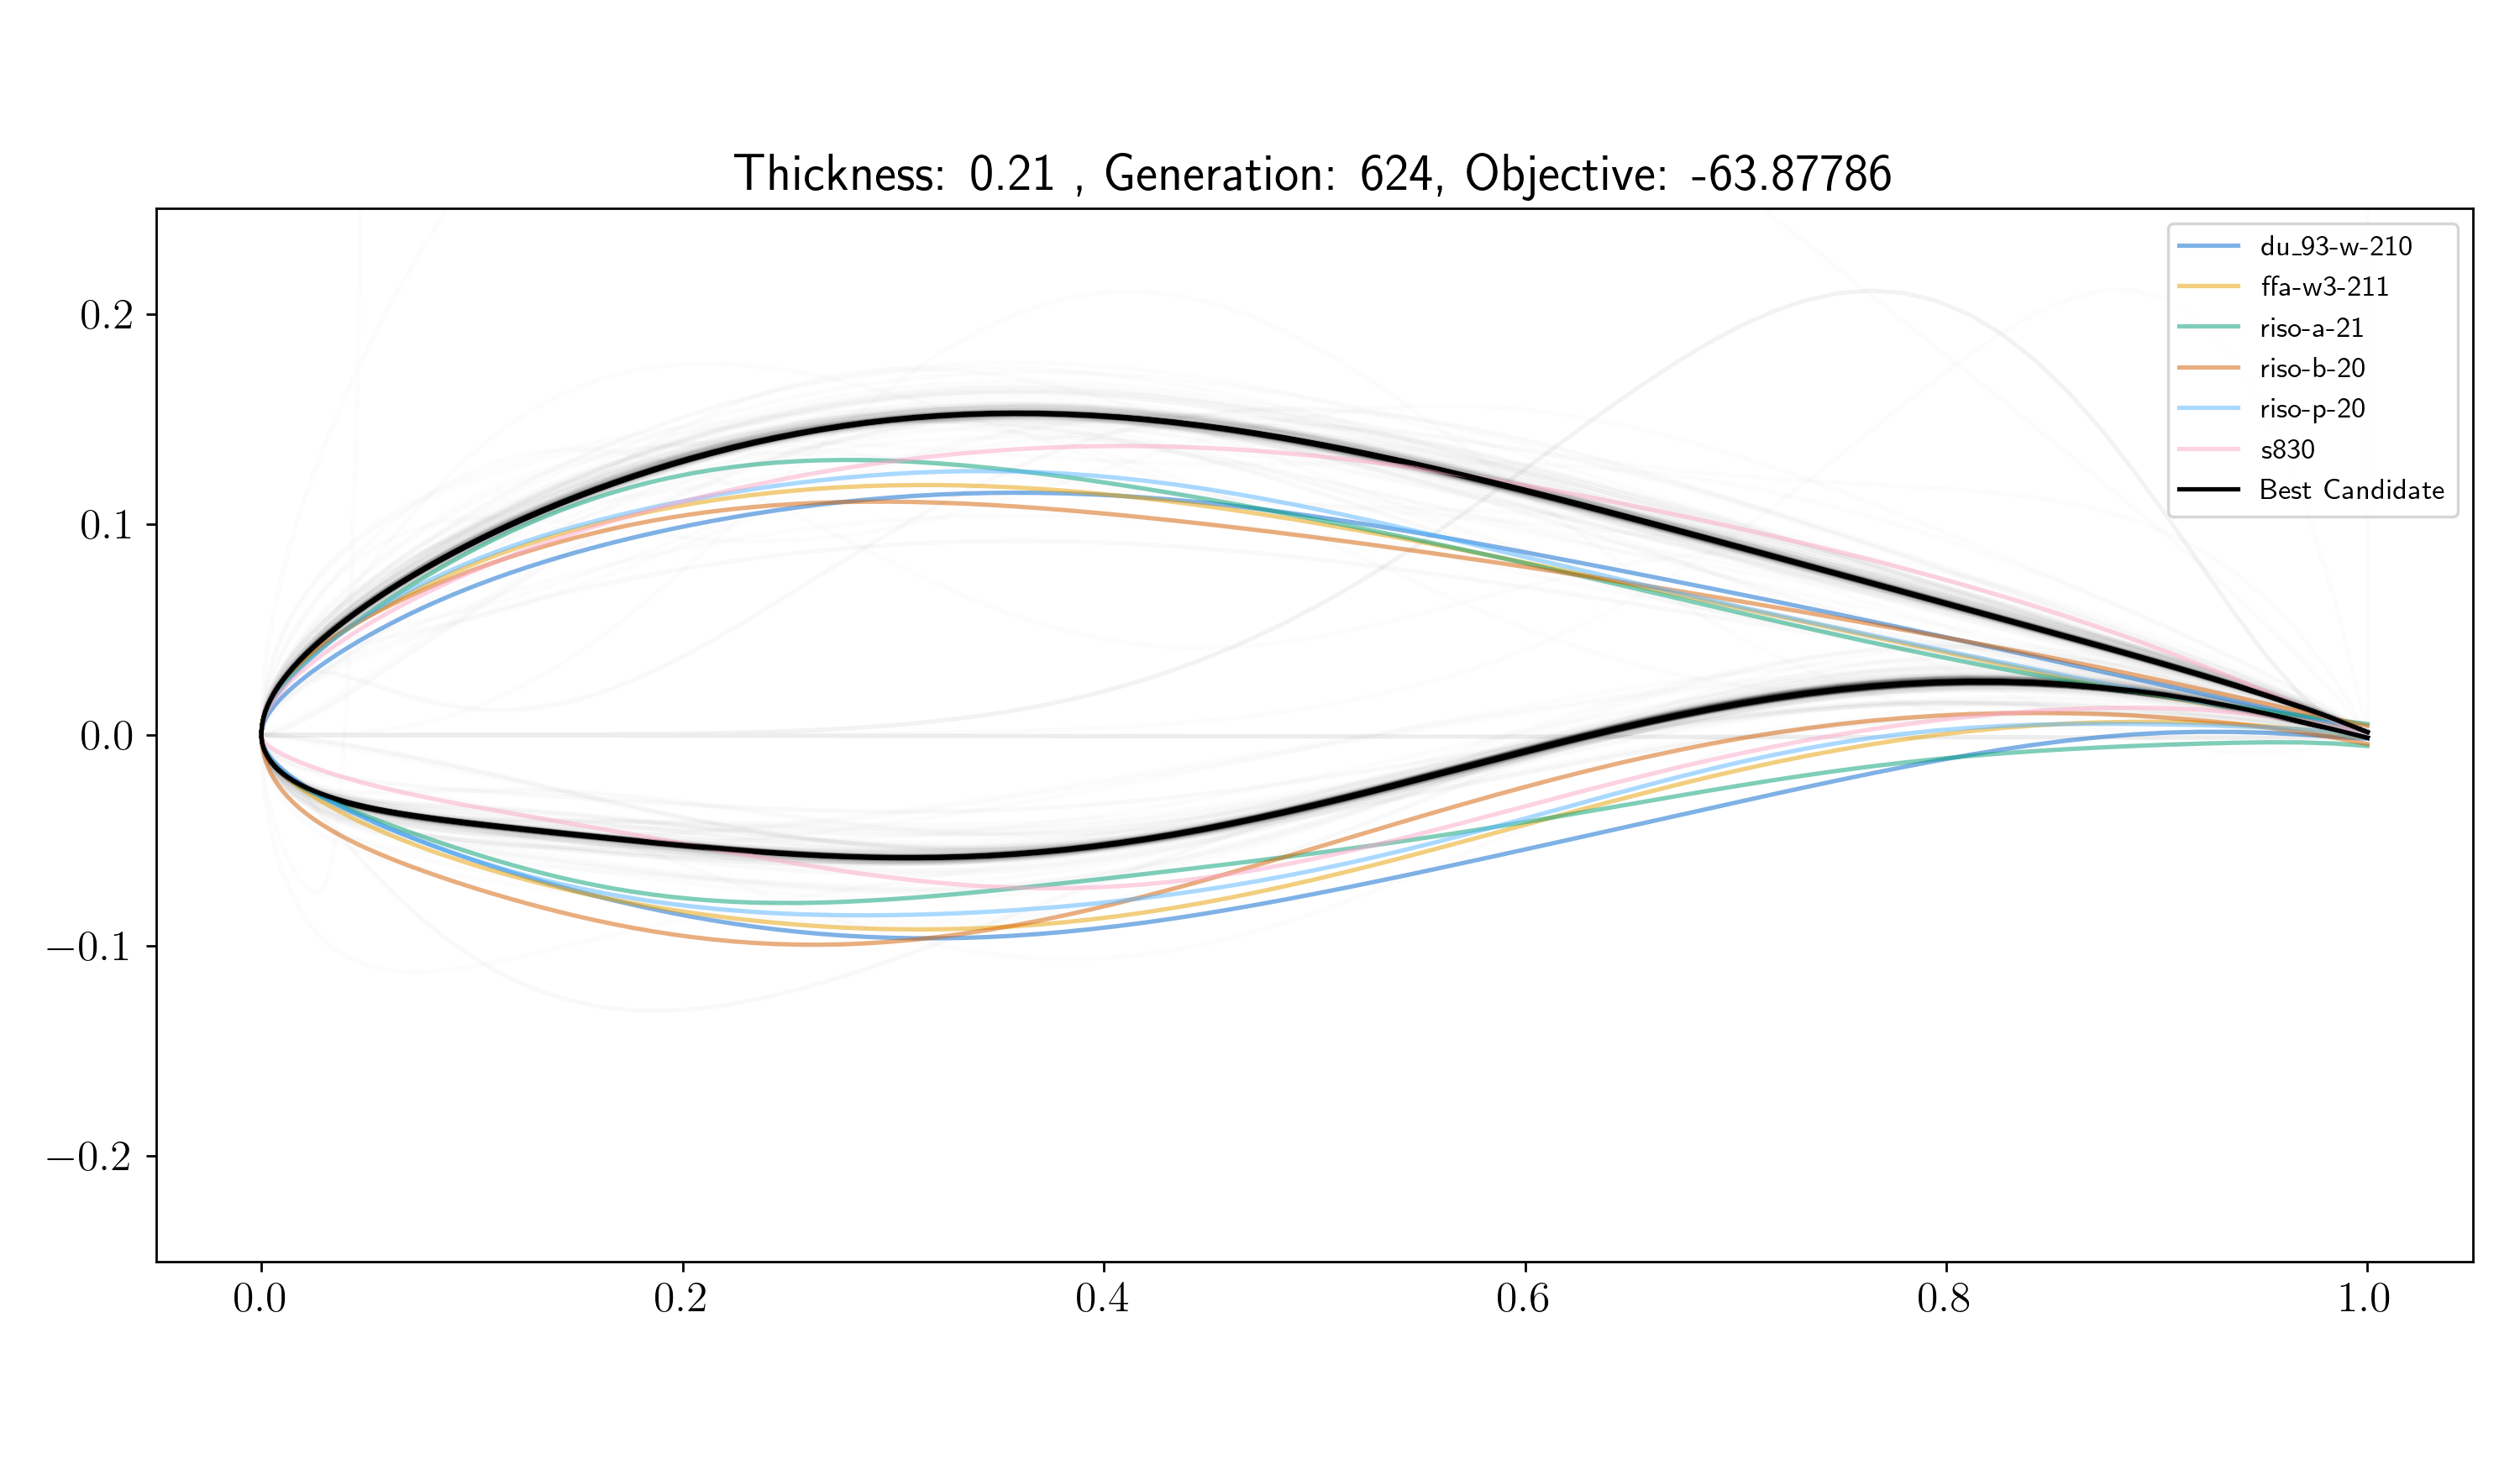 Thickness: 0.21 , Generation: 624, Objective: -63.87786
du_93-w-210
ffa-w3-211
riso-a-21
riso-b-20
riso-p-20
s830
Best Candidate
0.2
0.1
0.0
−0.1
−0.2
0.0 0.2 0.4 0.6 0.8 1.0